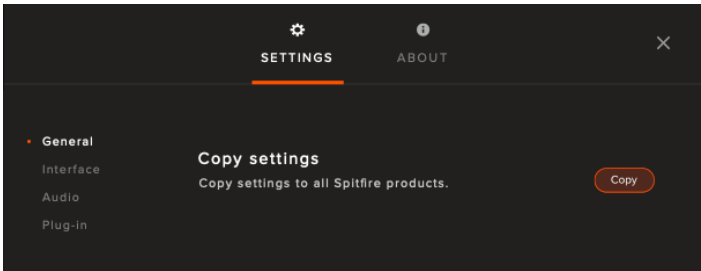 SETTINGS
ABOUT
General
Interface
Audio
Plug-in
Copy settings
Copy settings to all Spitfire products.
Copy